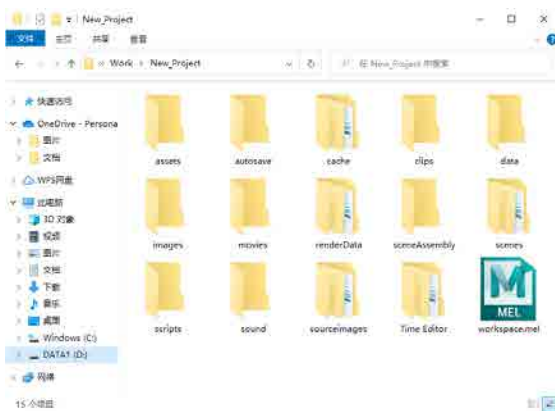 New_Project
文件 主页 共享 查看
« Work › New_Project
在 New_Project 中搜索
快速访问
OneDrive - Persona
图片
文档
WPS网盘
此电脑
3D 对象
视频
图片
文档
下载
音乐
桌面
Windows (C:)
DATA1 (D:)
网络
assets autosave cache clips data
images movies renderData sceneAssembly scenes
scripts sound sourceimages Time Editor workspace.mel
MEL
15 个项目